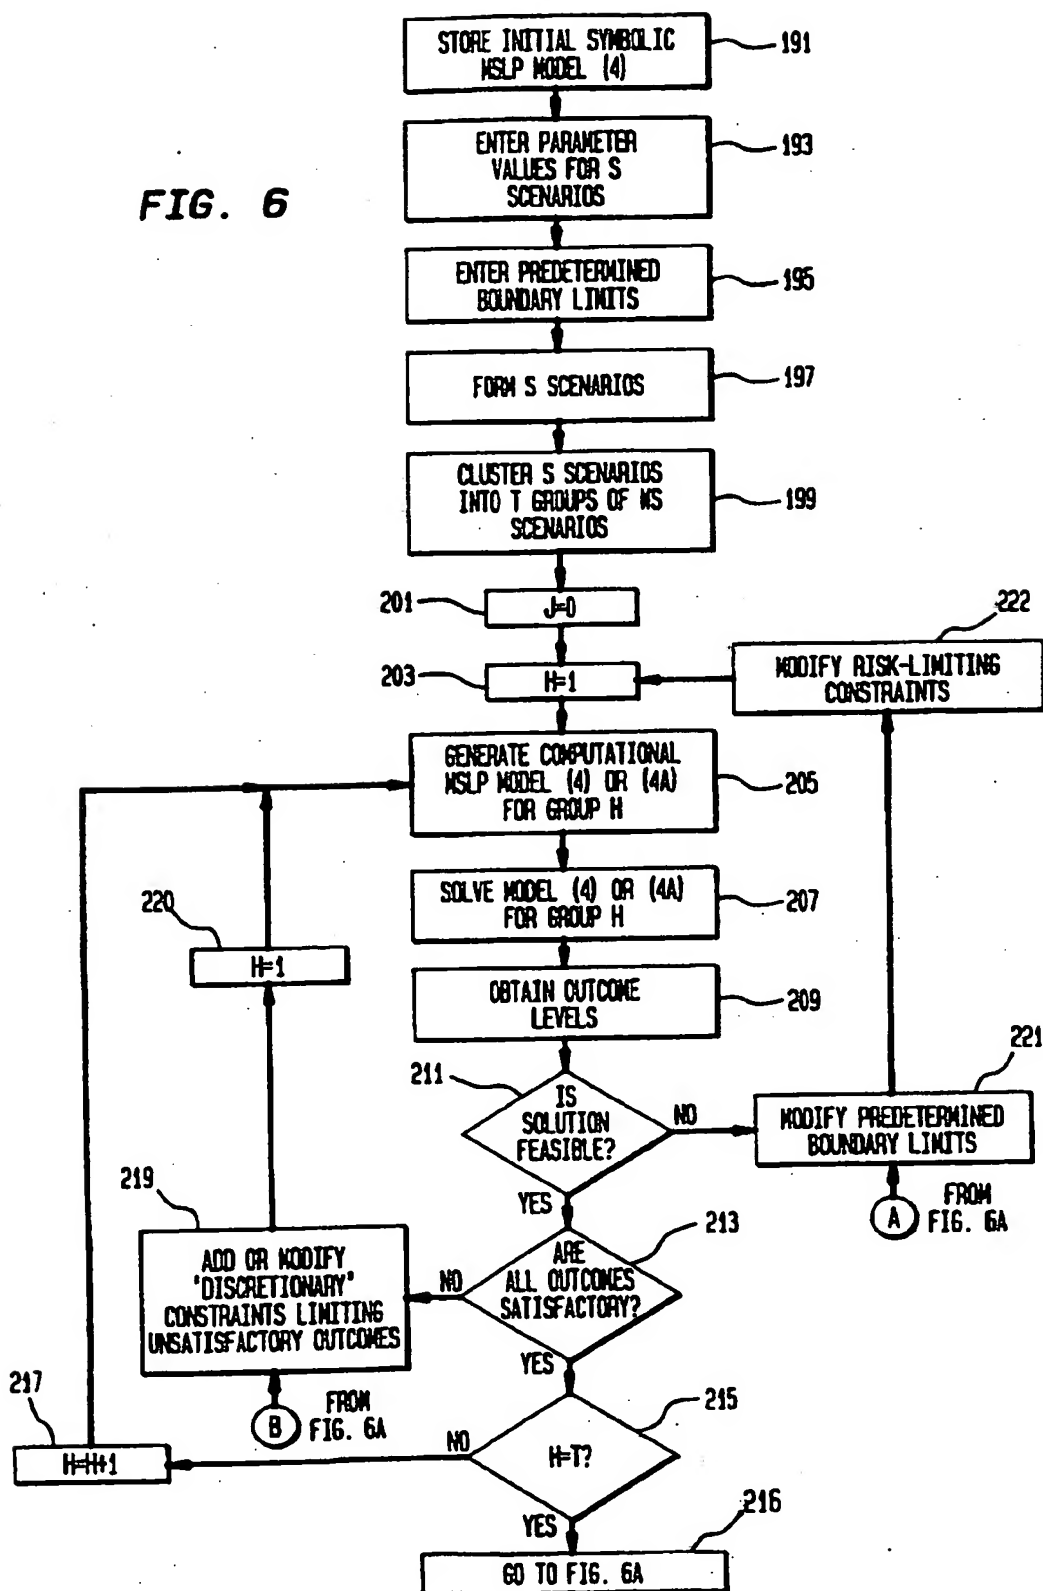 STORE INITIAL SYMBOLIC
MSLP MODEL (4)
191
ENTER PARAMETER
VALUES FOR S
SCENARIOS
193
FIG. 6
ENTER PREDETERMINED
BOUNDARY LIMITS
195
FORM S SCENARIOS
197
CLUSTER S SCENARIOS
INTO T GROUPS OF MS
SCENARIOS
199
201
J=0
222
203
H=1
MODIFY RISK-LIMITING
CONSTRAINTS
GENERATE COMPUTATIONAL
MSLP MODEL (4) OR (4A)
FOR GROUP H
205
SOLVE MODEL (4) OR (4A)
FOR GROUP H
207
220
H=1
OBTAIN OUTCOME
LEVELS
209
211
IS
SOLUTION
FEASIBLE?
NO
YES
221
MODIFY PREDETERMINED
BOUNDARY LIMITS
A
FROM
FIG. 6A
219
ADD OR MODIFY
"DISCRETIONARY"
CONSTRAINTS LIMITING
UNSATISFACTORY OUTCOMES
NO
ARE
ALL OUTCOMES
SATISFACTORY?
213
YES
B
FROM
FIG. 6A
217
H=H+1
NO
H=T?
215
YES
216
GO TO FIG. 6A